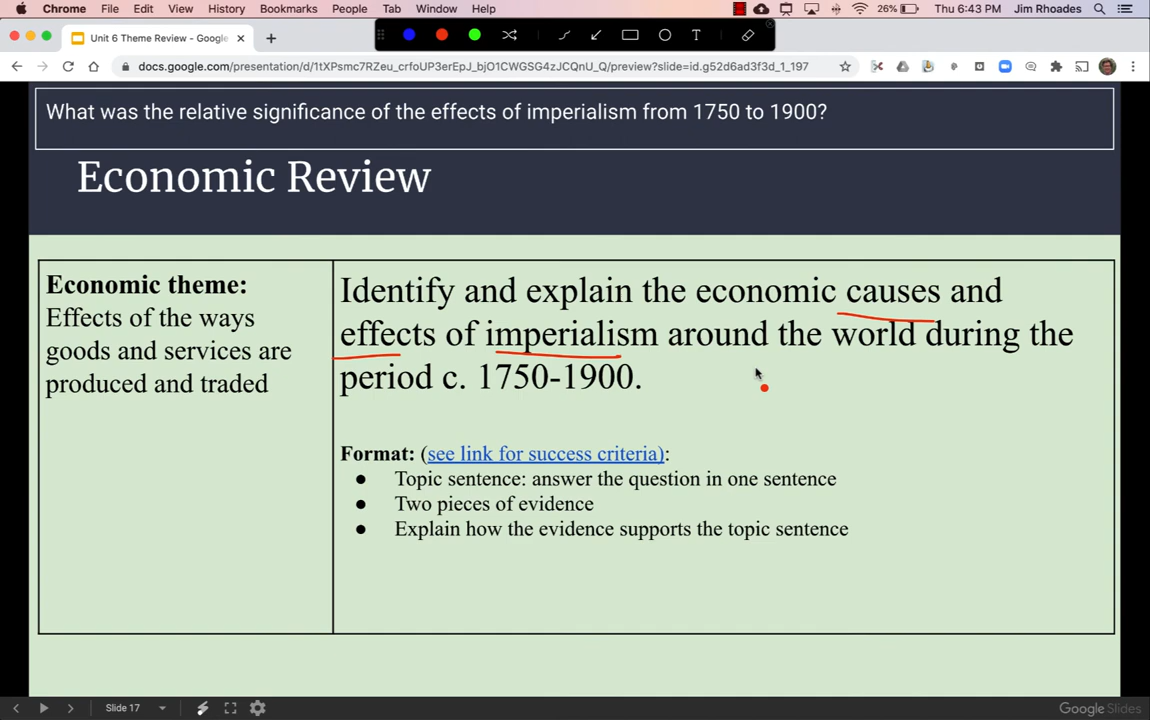 Chrome File Edit View History Bookmarks People Tab Window Help 26% Thu 6:43 PM Jim Rhoades
Unit 6 Theme Review - Google
T
docs.google.com/presentation/d/1tXPsmc7RZeu_crfoUP3erEpJ_bjO1CWGSG4zJCQnU_Q/preview?slide=id.g52d6ad3f3d_1_197
What was the relative significance of the effects of imperialism from 1750 to 1900?
Economic Review
Economic theme:
Effects of the ways
goods and services are
produced and traded
Identify and explain the economic causes and
effects of imperialism around the world during the
period c. 1750-1900.
Format: (see link for success criteria):
● Topic sentence: answer the question in one sentence
● Two pieces of evidence
● Explain how the evidence supports the topic sentence
Slide 17
Google Slides